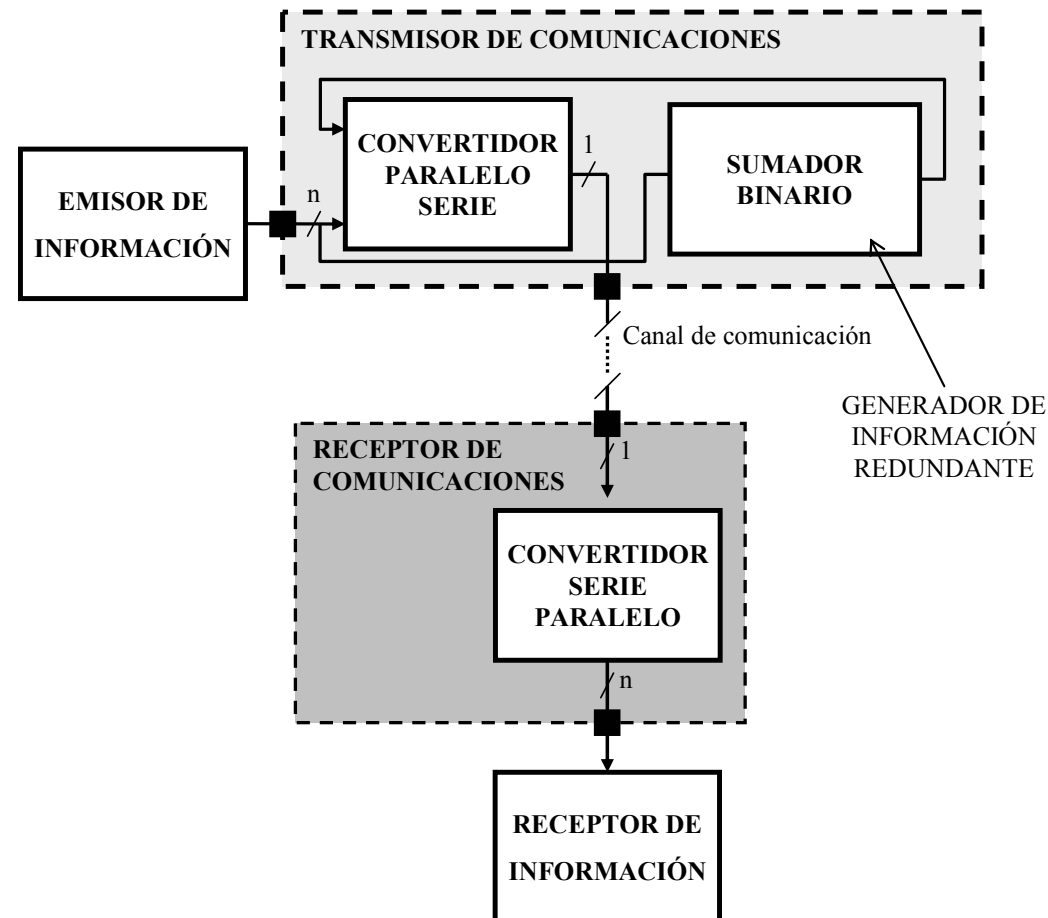 TRANSMISOR DE COMUNICACIONES
CONVERTIDOR
PARALELO
SERIE
1
SUMADOR
BINARIO
EMISOR DE
INFORMACIÓN
n
Canal de comunicación
GENERADOR DE
INFORMACIÓN
REDUNDANTE
RECEPTOR DE
COMUNICACIONES
1
CONVERTIDOR
SERIE
PARALELO
n
RECEPTOR DE
INFORMACIÓN